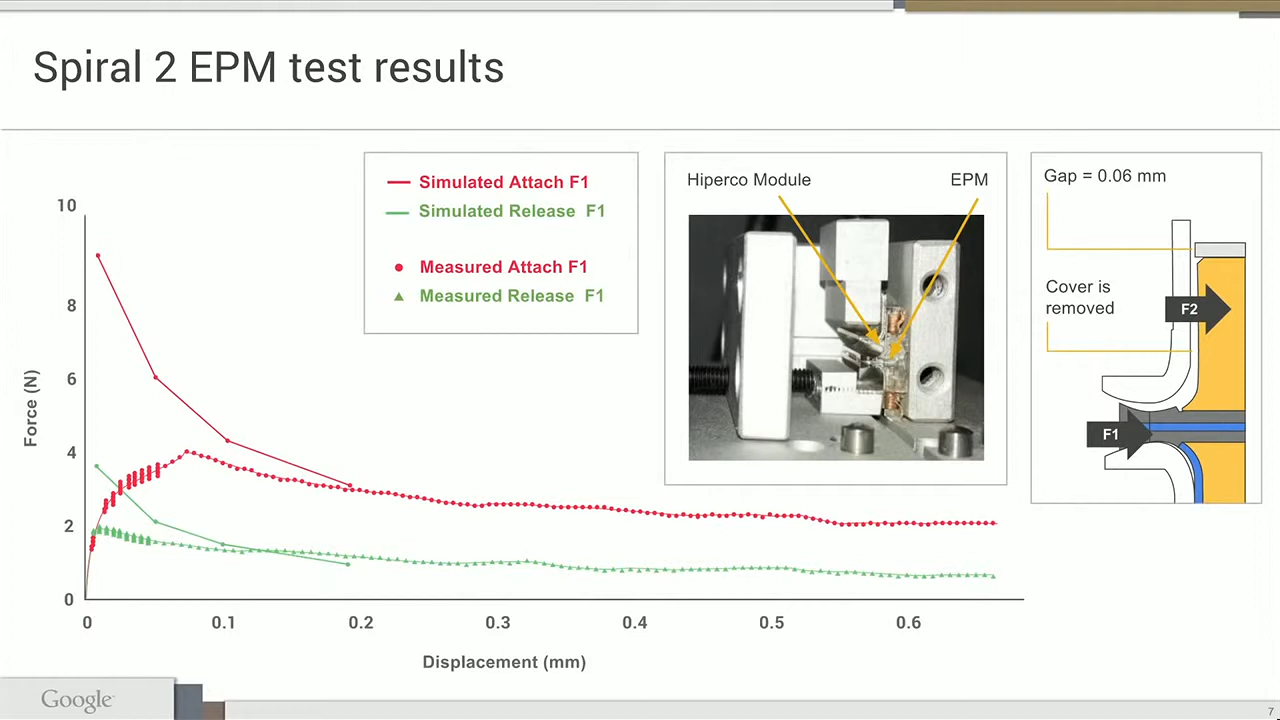 Spiral 2 EPM test results
Simulated Attach F1
Simulated Release F1
Measured Attach F1
Measured Release F1
Hiperco Module
EPM
Gap = 0.06 mm
Cover is
removed
F2
F1
Force (N)
10
8
6
4
2
0
0 0.1 0.2 0.3 0.4 0.5 0.6
Displacement (mm)
Google
7